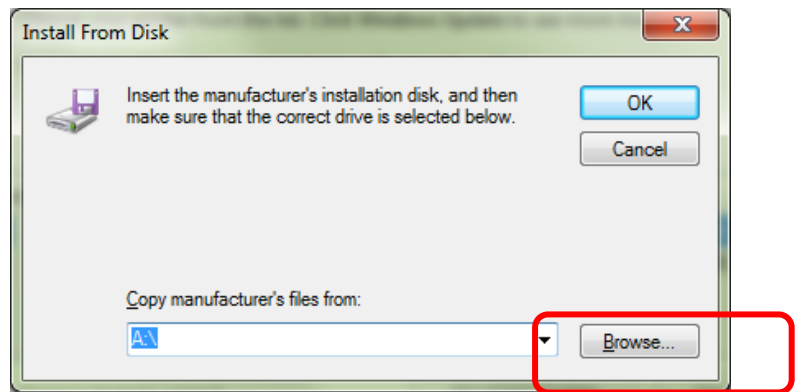 Install From Disk
Insert the manufacturer's installation disk, and then
make sure that the correct drive is selected below.
OK
Cancel
Copy manufacturer's files from:
A:\
Browse...